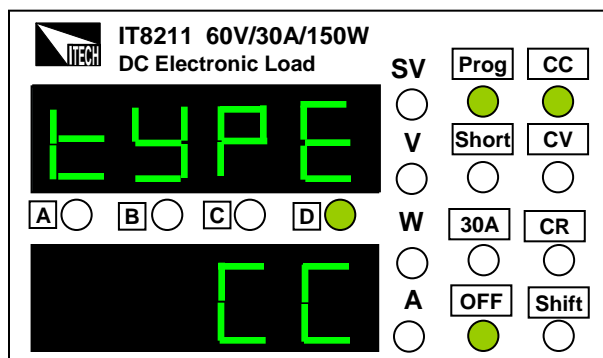 ITECH
IT8211 60V/30A/150W
DC Electronic Load
SV Prog CC
tyPE
V Short CV
A B C D
W 30A CR
CC
A OFF Shift